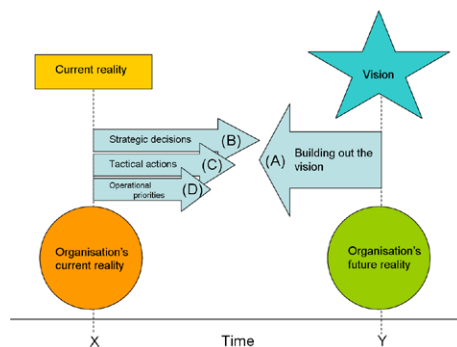 Current reality
Vision
Strategic decisions (B)
Tactical actions (C)
Operational
priorities (D)
(A) Building out the
vision
Organisation's
current reality
Organisation's
future reality
X Time Y